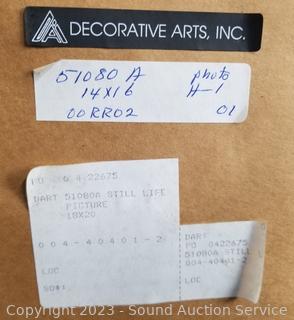 DECORATIVE ARTS, INC.
51080 A photo
14X16 A-1
00RR02 01
PO 0422675
DART 51080A STILL LIFE
PICTURE
18X20
004-40401-2
LOC
SO#:
DART
PO 0422675
51080A STILL L
004-40401-2
LOC
Copyright 2023 - Sound Auction Service